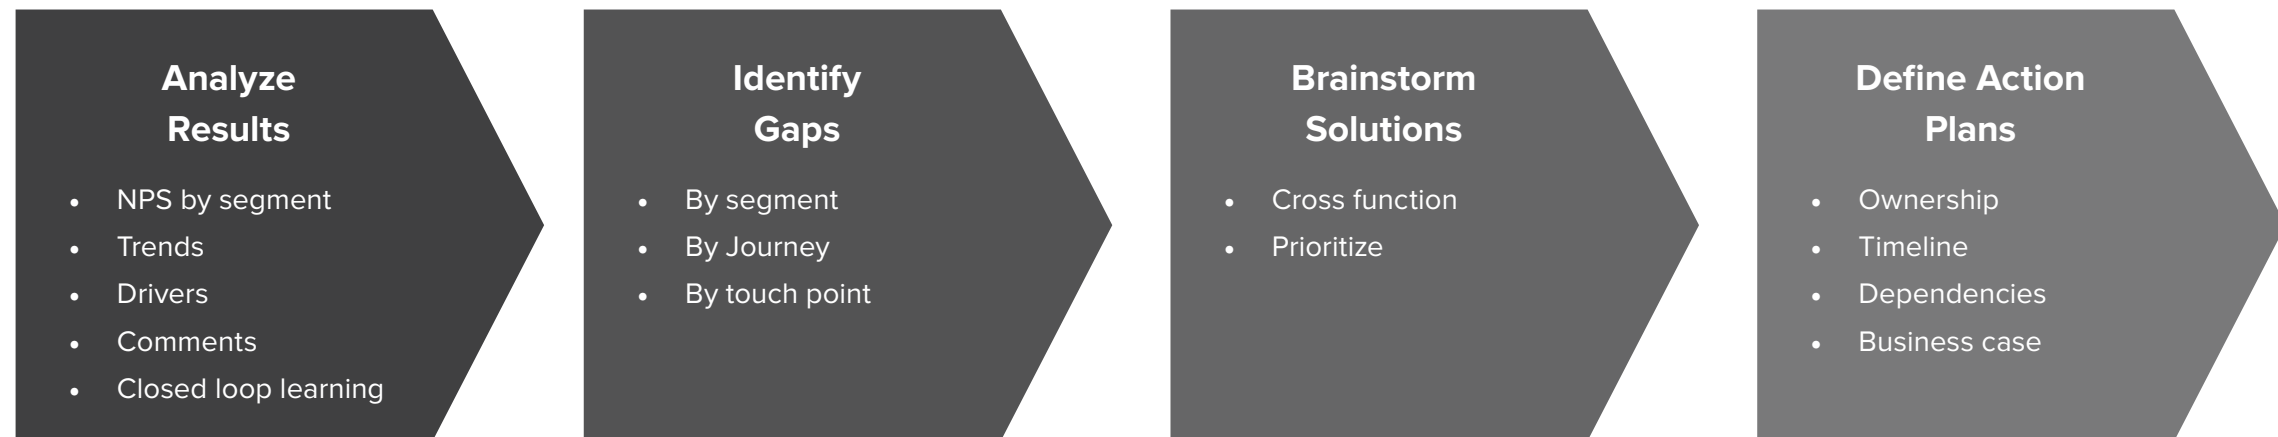 Analyze
Results
• NPS by segment
• Trends
• Drivers
• Comments
• Closed loop learning
Identify
Gaps
• By segment
• By Journey
• By touch point
Brainstorm
Solutions
• Cross function
• Prioritize
Define Action
Plans
• Ownership
• Timeline
• Dependencies
• Business case